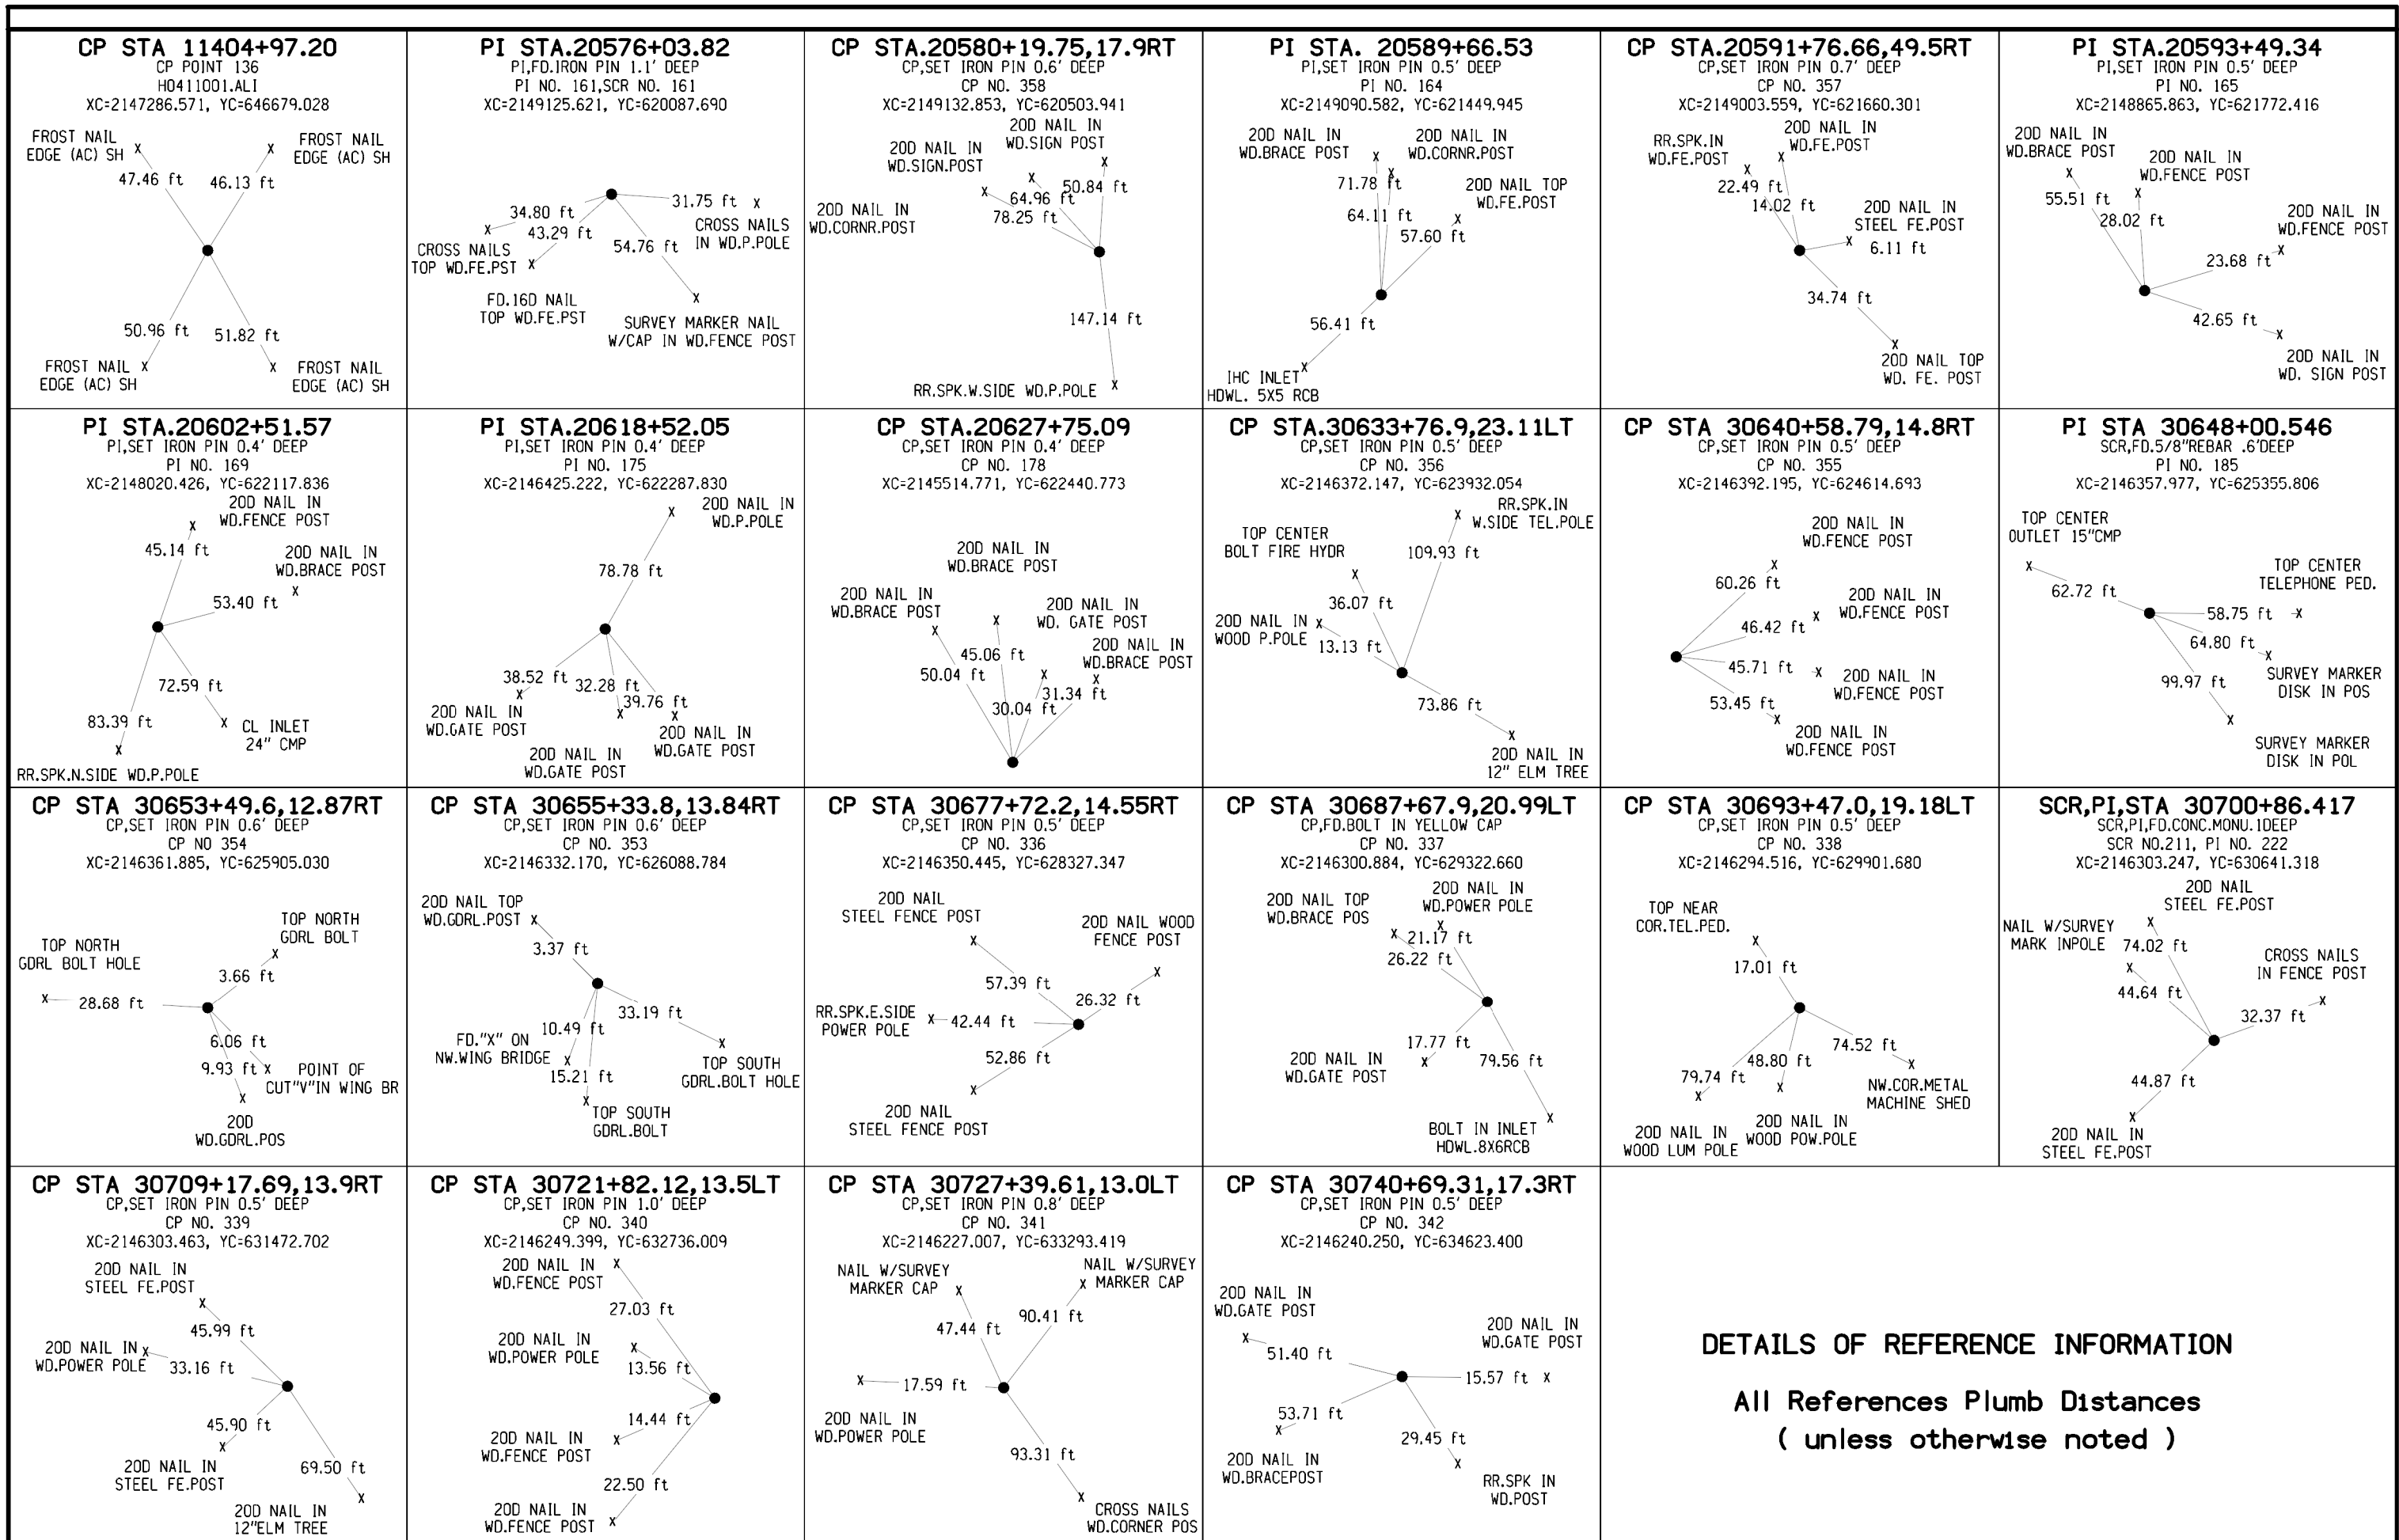 CP STA 11404+97.20
CP POINT 136
H0411001.ALI
XC=2147286.571, YC=646679.028
FROST NAIL
EDGE (AC) SH
FROST NAIL
EDGE (AC) SH
47.46 ft
46.13 ft
50.96 ft
51.82 ft
FROST NAIL
EDGE (AC) SH
FROST NAIL
EDGE (AC) SH
PI STA.20576+03.82
PI,FD.IRON PIN 1.1' DEEP
PI NO. 161,SCR NO. 161
XC=2149125.621, YC=620087.690
34.80 ft
31.75 ft
43.29 ft
54.76 ft
CROSS NAILS
IN WD.P.POLE
CROSS NAILS
TOP WD.FE.PST
FD.16D NAIL
TOP WD.FE.PST
SURVEY MARKER NAIL
W/CAP IN WD.FENCE POST
CP STA.20580+19.75,17.9RT
CP,SET IRON PIN 0.6' DEEP
CP NO. 358
XC=2149132.853, YC=620503.941
20D NAIL IN
WD.SIGN POST
20D NAIL IN
WD.SIGN.POST
20D NAIL IN
WD.CORNR.POST
50.84 ft
64.96 ft
78.25 ft
147.14 ft
RR.SPK.W.SIDE WD.P.POLE
PI STA. 20589+66.53
PI,SET IRON PIN 0.5' DEEP
PI NO. 164
XC=2149090.582, YC=621449.945
20D NAIL IN
WD.BRACE POST
20D NAIL IN
WD.CORNR.POST
20D NAIL TOP
WD.FE.POST
71.78 ft
64.11 ft
57.60 ft
56.41 ft
IHC INLET
HDWL. 5X5 RCB
CP STA.20591+76.66,49.5RT
CP,SET IRON PIN 0.7' DEEP
CP NO. 357
XC=2149003.559, YC=621660.301
RR.SPK.IN
WD.FE.POST
20D NAIL IN
WD.FE.POST
22.49 ft
14.02 ft
20D NAIL IN
STEEL FE.POST
6.11 ft
34.74 ft
20D NAIL TOP
WD. FE. POST
PI STA.20593+49.34
PI,SET IRON PIN 0.5' DEEP
PI NO. 165
XC=2148865.863, YC=621772.416
20D NAIL IN
WD.BRACE POST
20D NAIL IN
WD.FENCE POST
20D NAIL IN
WD.FENCE POST
55.51 ft
28.02 ft
23.68 ft
42.65 ft
20D NAIL IN
WD. SIGN POST
PI STA.20602+51.57
PI,SET IRON PIN 0.4' DEEP
PI NO. 169
XC=2148020.426, YC=622117.836
20D NAIL IN
WD.FENCE POST
45.14 ft
20D NAIL IN
WD.BRACE POST
53.40 ft
72.59 ft
83.39 ft
CL INLET
24" CMP
RR.SPK.N.SIDE WD.P.POLE
PI STA.20618+52.05
PI,SET IRON PIN 0.4' DEEP
PI NO. 175
XC=2146425.222, YC=622287.830
20D NAIL IN
WD.P.POLE
78.78 ft
38.52 ft
32.28 ft
39.76 ft
20D NAIL IN
WD.GATE POST
20D NAIL IN
WD.GATE POST
20D NAIL IN
WD.GATE POST
CP STA.20627+75.09
CP,SET IRON PIN 0.4' DEEP
CP NO. 178
XC=2145514.771, YC=622440.773
20D NAIL IN
WD.BRACE POST
20D NAIL IN
WD.BRACE POST
20D NAIL IN
WD. GATE POST
20D NAIL IN
WD.BRACE POST
45.06 ft
50.04 ft
31.34 ft
30.04 ft
CP STA.30633+76.9,23.11LT
CP,SET IRON PIN 0.5' DEEP
CP NO. 356
XC=2146372.147, YC=623932.054
RR.SPK.IN
W.SIDE TEL.POLE
TOP CENTER
BOLT FIRE HYDR
109.93 ft
36.07 ft
20D NAIL IN
WOOD P.POLE
13.13 ft
73.86 ft
20D NAIL IN
12" ELM TREE
CP STA 30640+58.79,14.8RT
CP,SET IRON PIN 0.5' DEEP
CP NO. 355
XC=2146392.195, YC=624614.693
20D NAIL IN
WD.FENCE POST
60.26 ft
20D NAIL IN
WD.FENCE POST
46.42 ft
45.71 ft
20D NAIL IN
WD.FENCE POST
53.45 ft
20D NAIL IN
WD.FENCE POST
PI STA 30648+00.546
SCR,FD.5/8"REBAR .6'DEEP
PI NO. 185
XC=2146357.977, YC=625355.806
TOP CENTER
OUTLET 15"CMP
TOP CENTER
TELEPHONE PED.
62.72 ft
58.75 ft
64.80 ft
99.97 ft
SURVEY MARKER
DISK IN POS
SURVEY MARKER
DISK IN POL
CP STA 30653+49.6,12.87RT
CP,SET IRON PIN 0.6' DEEP
CP NO 354
XC=2146361.885, YC=625905.030
TOP NORTH
GDRL BOLT
TOP NORTH
GDRL BOLT HOLE
3.66 ft
28.68 ft
6.06 ft
9.93 ft
POINT OF
CUT"V"IN WING BR
20D
WD.GDRL.POS
CP STA 30655+33.8,13.84RT
CP,SET IRON PIN 0.6' DEEP
CP NO. 353
XC=2146332.170, YC=626088.784
20D NAIL TOP
WD.GDRL.POST
3.37 ft
33.19 ft
10.49 ft
FD."X" ON
NW.WING BRIDGE
15.21 ft
TOP SOUTH
GDRL.BOLT HOLE
TOP SOUTH
GDRL.BOLT
CP STA 30677+72.2,14.55RT
CP,SET IRON PIN 0.5' DEEP
CP NO. 336
XC=2146350.445, YC=628327.347
20D NAIL
STEEL FENCE POST
20D NAIL WOOD
FENCE POST
57.39 ft
26.32 ft
RR.SPK.E.SIDE
POWER POLE
42.44 ft
52.86 ft
20D NAIL
STEEL FENCE POST
CP STA 30687+67.9,20.99LT
CP,FD.BOLT IN YELLOW CAP
CP NO. 337
XC=2146300.884, YC=629322.660
20D NAIL TOP
WD.BRACE POS
20D NAIL IN
WD.POWER POLE
21.17 ft
26.22 ft
17.77 ft
79.56 ft
20D NAIL IN
WD.GATE POST
BOLT IN INLET
HDWL.8X6RCB
CP STA 30693+47.0,19.18LT
CP,SET IRON PIN 0.5' DEEP
CP NO. 338
XC=2146294.516, YC=629901.680
TOP NEAR
COR.TEL.PED.
17.01 ft
74.52 ft
48.80 ft
79.74 ft
NW.COR.METAL
MACHINE SHED
20D NAIL IN
WOOD LUM POLE
20D NAIL IN
WOOD POW.POLE
SCR,PI,STA 30700+86.417
SCR,PI,FD.CONC.MONU.1DEEP
SCR NO.211, PI NO. 222
XC=2146303.247, YC=630641.318
20D NAIL
STEEL FE.POST
NAIL W/SURVEY
MARK INPOLE
74.02 ft
CROSS NAILS
IN FENCE POST
44.64 ft
32.37 ft
44.87 ft
20D NAIL IN
STEEL FE.POST
CP STA 30709+17.69,13.9RT
CP,SET IRON PIN 0.5' DEEP
CP NO. 339
XC=2146303.463, YC=631472.702
20D NAIL IN
STEEL FE.POST
45.99 ft
20D NAIL IN
WD.POWER POLE
33.16 ft
45.90 ft
20D NAIL IN
STEEL FE.POST
69.50 ft
20D NAIL IN
12"ELM TREE
CP STA 30721+82.12,13.5LT
CP,SET IRON PIN 1.0' DEEP
CP NO. 340
XC=2146249.399, YC=632736.009
20D NAIL IN
WD.FENCE POST
27.03 ft
20D NAIL IN
WD.POWER POLE
13.56 ft
14.44 ft
20D NAIL IN
WD.FENCE POST
22.50 ft
20D NAIL IN
WD.FENCE POST
CP STA 30727+39.61,13.0LT
CP,SET IRON PIN 0.8' DEEP
CP NO. 341
XC=2146227.007, YC=633293.419
NAIL W/SURVEY
MARKER CAP
NAIL W/SURVEY
MARKER CAP
90.41 ft
47.44 ft
17.59 ft
20D NAIL IN
WD.POWER POLE
93.31 ft
CROSS NAILS
WD.CORNER POS
CP STA 30740+69.31,17.3RT
CP,SET IRON PIN 0.5' DEEP
CP NO. 342
XC=2146240.250, YC=634623.400
20D NAIL IN
WD.GATE POST
20D NAIL IN
WD.GATE POST
51.40 ft
15.57 ft
53.71 ft
29.45 ft
20D NAIL IN
WD.BRACEPOST
RR.SPK IN
WD.POST
DETAILS OF REFERENCE INFORMATION
All References Plumb Distances
( unless otherwise noted )